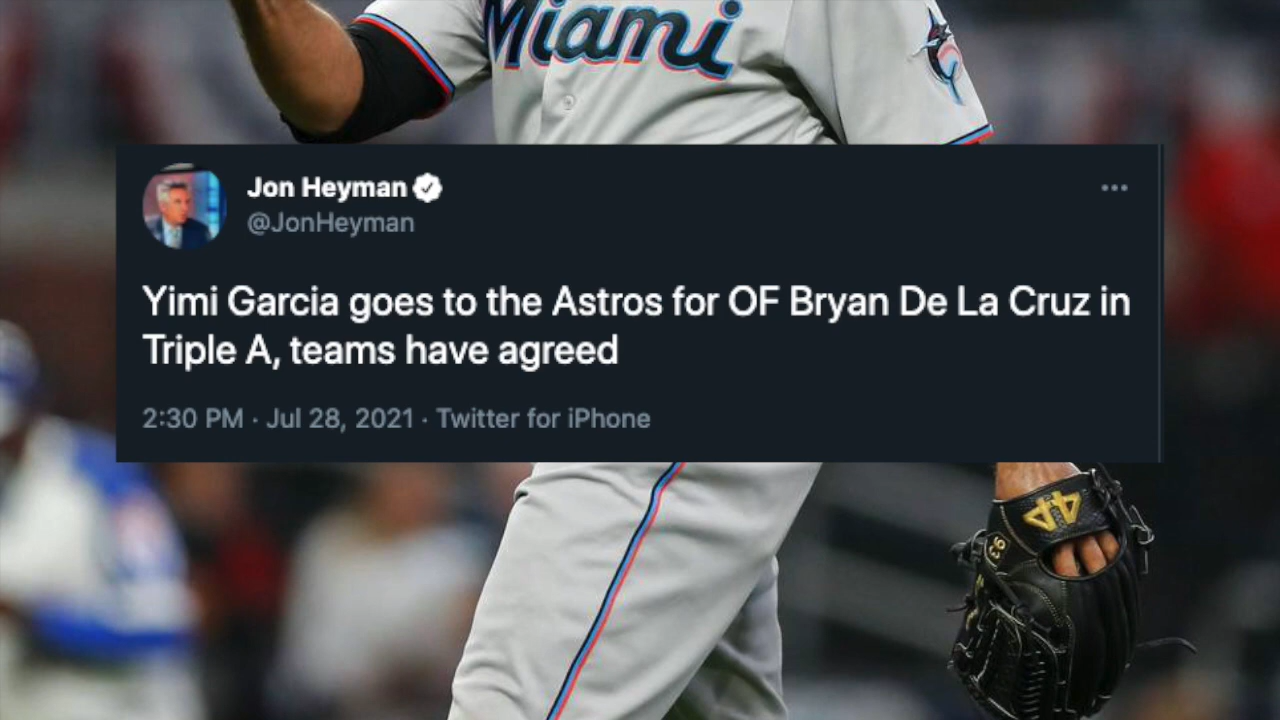 Miami
Jon Heyman
@JonHeyman
Yimi Garcia goes to the Astros for OF Bryan De La Cruz in
Triple A, teams have agreed
2:30 PM · Jul 28, 2021 · Twitter for iPhone
44
93